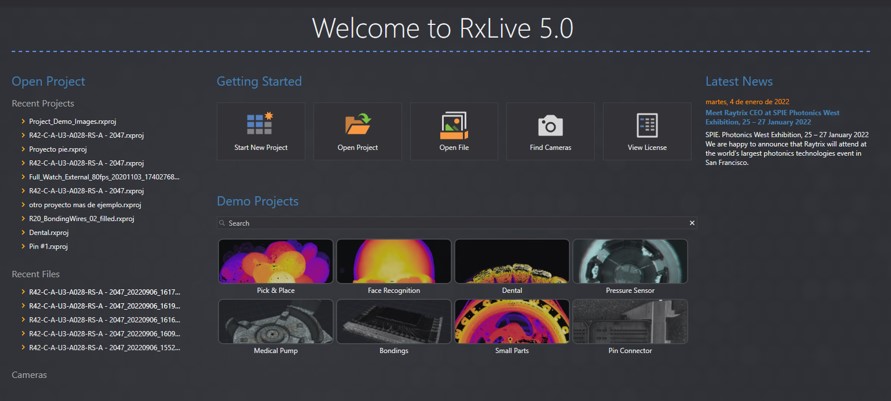 Welcome to RxLive 5.0
Open Project
Recent Projects
Project_Demo_Images.rxproj
R42-C-A-U3-A028-RS-A - 2047.rxproj
Proyecto pie.rxproj
R42-C-A-U3-A028-RS-A - 2047.rxproj
Full_Watch_External_80fps_20201103_17402768...
R42-C-A-U3-A028-RS-A - 2047.rxproj
otro proyecto mas de ejemplo.rxproj
R20_BondingWires_02_filled.rxproj
Dental.rxproj
Pin #1.rxproj
Recent Files
R42-C-A-U3-A028-RS-A - 2047_20220906_1617...
R42-C-A-U3-A028-RS-A - 2047_20220906_1619...
R42-C-A-U3-A028-RS-A - 2047_20220906_1616...
R42-C-A-U3-A028-RS-A - 2047_20220906_1609...
R42-C-A-U3-A028-RS-A - 2047_20220906_1552...
Cameras
Getting Started
Start New Project
Open Project
Open File
Find Cameras
View License
Demo Projects
Search
Pick & Place
Face Recognition
Dental
Pressure Sensor
Medical Pump
Bondings
Small Parts
Pin Connector
Latest News
martes, 4 de enero de 2022
Meet Raytrix CEO at SPIE Photonics West
Exhibition, 25 – 27 January 2022
SPIE. Photonics West Exhibition, 25 – 27 January 2022
We are happy to announce that Raytrix will attend at
the world's largest photonics technologies event in
San Francisco.